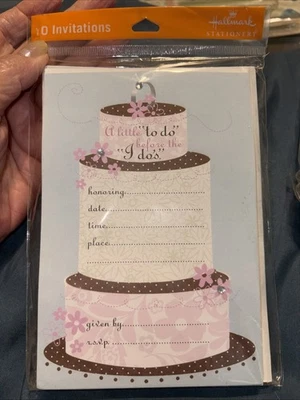 10 Invitations
Hallmark
STATIONERY
A little "to do"
before the
"I do's."
honoring
date
time
place
given by
r.s.v.p.